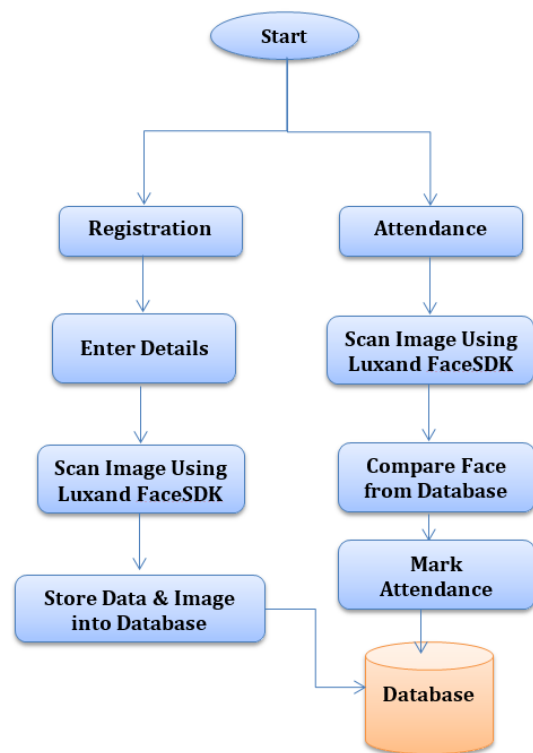 Start
Registration
Enter Details
Scan Image Using
Luxand FaceSDK
Store Data & Image
into Database
Attendance
Scan Image Using
Luxand FaceSDK
Compare Face
from Database
Mark
Attendance
Database